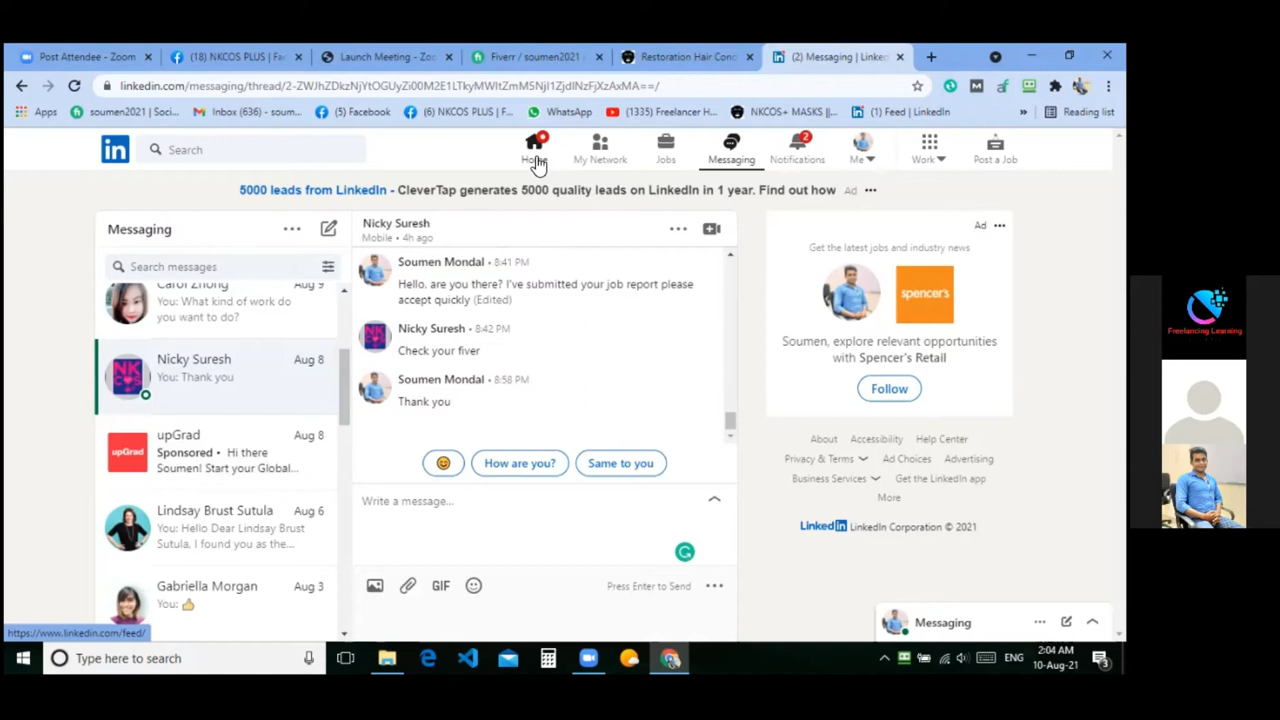 Post Attendee - Zoom
(18) NKCOS PLUS | Fac
Launch Meeting - Zoo
Fiverr / soumen2021
Restoration Hair Conc
(2) Messaging | Linked
linkedin.com/messaging/thread/
Apps
soumen2021 | Soci...
Inbox (636) - soum...
(5) Facebook
(6) NKCOS PLUS | F...
WhatsApp
(1335) Freelancer H...
NKCOS+ MASKS ||...
(1) Feed | LinkedIn
Reading list
in
Search
Home
My Network
Jobs
Messaging
2
Notifications
Me
Work
Post a Job
5000 leads from LinkedIn - CleverTap generates 5000 quality leads on LinkedIn in 1 year. Find out how
Ad
Messaging
Search messages
Carol Zhong
Aug 9
You: What kind of work do
you want to do?
Nicky Suresh
Aug 8
You: Thank you
upGrad
upGrad
Aug 8
Sponsored • Hi there
Soumen! Start your Global...
Lindsay Brust Sutula
Aug 6
You: Hello Dear Lindsay Brust
Sutula, I found you as the...
Gabriella Morgan
Aug 3
You: 👍
Nicky Suresh
Mobile • 4h ago
Soumen Mondal • 8:41 PM
Hello, are you there? I've submitted your job report please
accept quickly (Edited)
Nicky Suresh • 8:42 PM
Check your fiver
Soumen Mondal • 8:58 PM
Thank you
How are you?
Same to you
Write a message...
GIF
Press Enter to Send
Ad
Get the latest jobs and industry news
spencer's
Soumen, explore relevant opportunities
with Spencer's Retail
Follow
About
Accessibility
Help Center
Privacy & Terms
Ad Choices
Advertising
Business Services
Get the LinkedIn app
More
LinkedIn LinkedIn Corporation © 2021
Messaging
https://www.linkedin.com/feed/
Type here to search
ENG
2:04 AM
10-Aug-21
3
Freelancing Learning